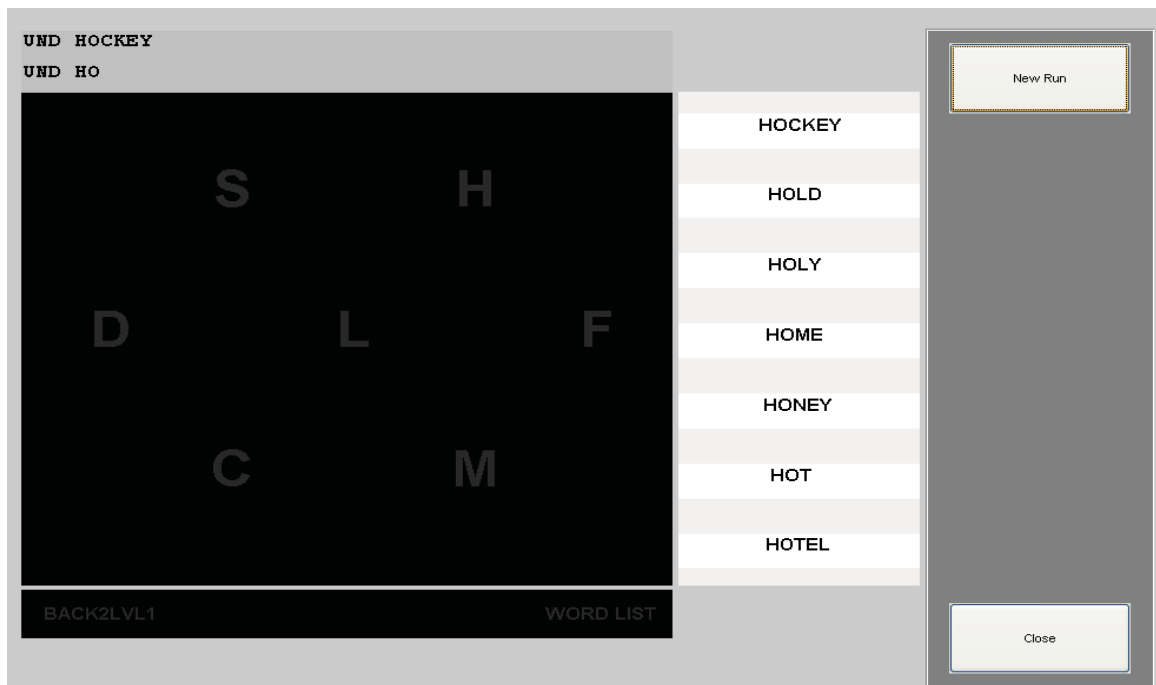 UND HOCKEY
UND HO
New Run
HOCKEY
S H
HOLD
HOLY
D L F
HOME
HONEY
C M
HOT
HOTEL
BACK2LVL1 WORD LIST
Close